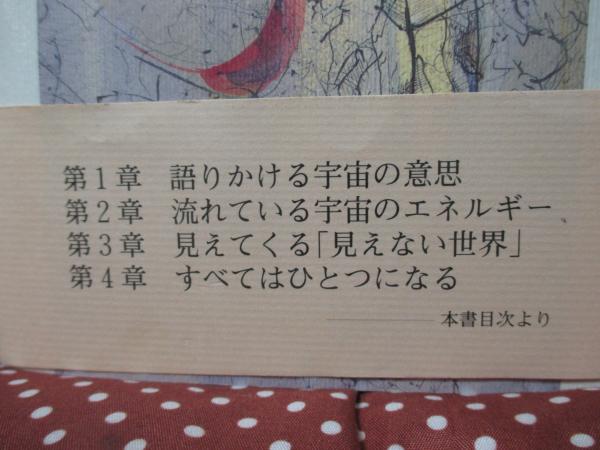 第1章 語りかける宇宙の意思
第2章 流れている宇宙のエネルギー
第3章 見えてくる「見えない世界」
第4章 すべてはひとつになる
――――本書目次より